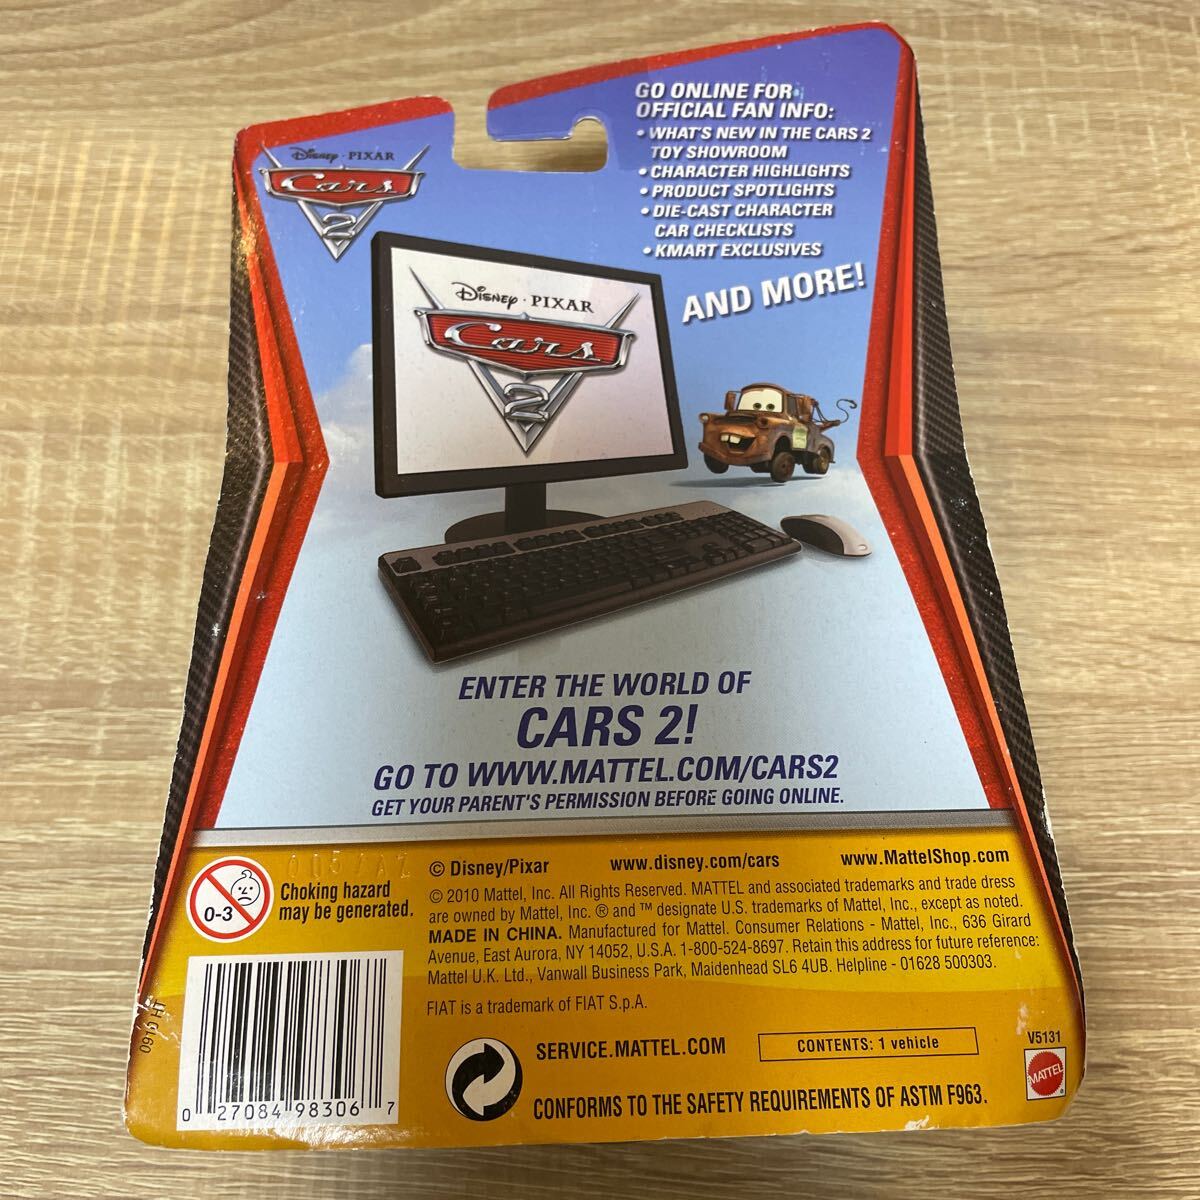 Disney · PIXAR
Cars
2
GO ONLINE FOR
OFFICIAL FAN INFO:
• WHAT'S NEW IN THE CARS 2
TOY SHOWROOM
• CHARACTER HIGHLIGHTS
• PRODUCT SPOTLIGHTS
• DIE-CAST CHARACTER
CAR CHECKLISTS
• KMART EXCLUSIVES
AND MORE!
Disney · PIXAR
Cars
2
ENTER THE WORLD OF
CARS 2!
GO TO WWW.MATTEL.COM/CARS2
GET YOUR PARENT'S PERMISSION BEFORE GOING ONLINE.
005/AZ
0-3
Choking hazard
may be generated.
© Disney/Pixar www.disney.com/cars www.MattelShop.com
© 2010 Mattel, Inc. All Rights Reserved. MATTEL and associated trademarks and trade dress
are owned by Mattel, Inc. ® and ™ designate U.S. trademarks of Mattel, Inc., except as noted.
MADE IN CHINA. Manufactured for Mattel. Consumer Relations - Mattel, Inc., 636 Girard
Avenue, East Aurora, NY 14052, U.S.A. 1-800-524-8697. Retain this address for future reference:
Mattel U.K. Ltd., Vanwall Business Park, Maidenhead SL6 4UB. Helpline - 01628 500303.
FIAT is a trademark of FIAT S.p.A.
SERVICE.MATTEL.COM
CONTENTS: 1 vehicle
V5131
MATTEL
CONFORMS TO THE SAFETY REQUIREMENTS OF ASTM F963.
0 27084 98306 7